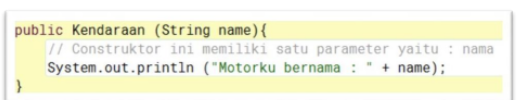 public Kendaraan (String name){
// Construktor ini memiliki satu parameter yaitu : nama
System.out.println ("Motorku bernama : " + name);
}